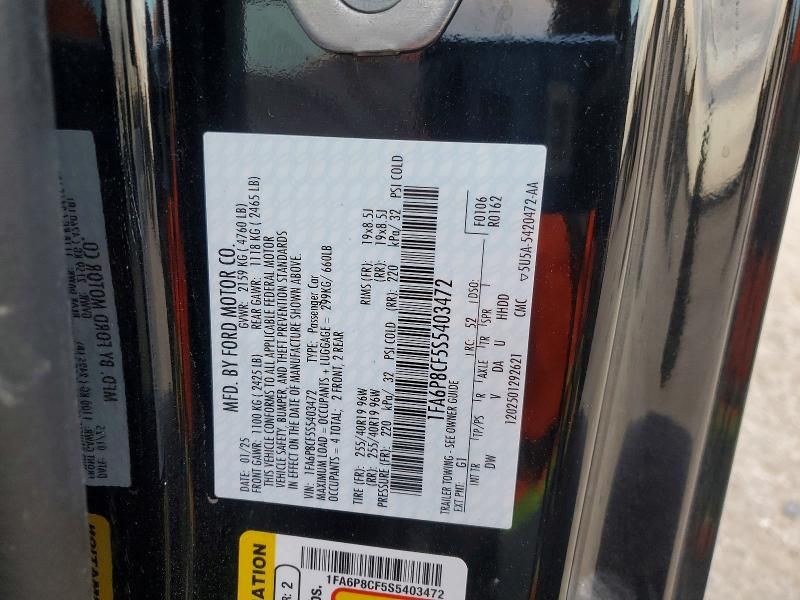 MFD. BY FORD MOTOR CO.
DATE: 01/25 GVWR: 2159 KG ( 4760 LB)
FRONT GAWR: 1100 KG ( 2425 LB) REAR GAWR: 1118 KG ( 2465 LB)
THIS VEHICLE CONFORMS TO ALL APPLICABLE FEDERAL MOTOR
VEHICLE SAFETY, BUMPER, AND THEFT PREVENTION STANDARDS
IN EFFECT ON THE DATE OF MANUFACTURE SHOWN ABOVE.
VIN: 1FA6P8CF5S5403472 TYPE: Passenger Car
MAXIMUM LOAD = OCCUPANTS + LUGGAGE = 299KG/ 660LB
OCCUPANTS = 4 TOTAL; 2 FRONT, 2 REAR
TIRE (FR): 255/40R19 96W RIMS (FR): 19x8.5J
(RR): 255/40R19 96W (RR): 19x8.5J
PRESSURE (FR): 220 kPa/ 32 PSI COLD (RR): 220 kPa/ 32 PSI COLD
1FA6P8CF5S5403472
TRAILER TOWING - SEE OWNER GUIDE
F0106
R0162
EXT PNT: G1 RC: 52 DSO:
INT TR TP/PS R AXLE TR SPR
DW V DA U HHDD
1202501292621 CMC
▽5U5A-5420472-AA
1FA6P8CF5S5403472